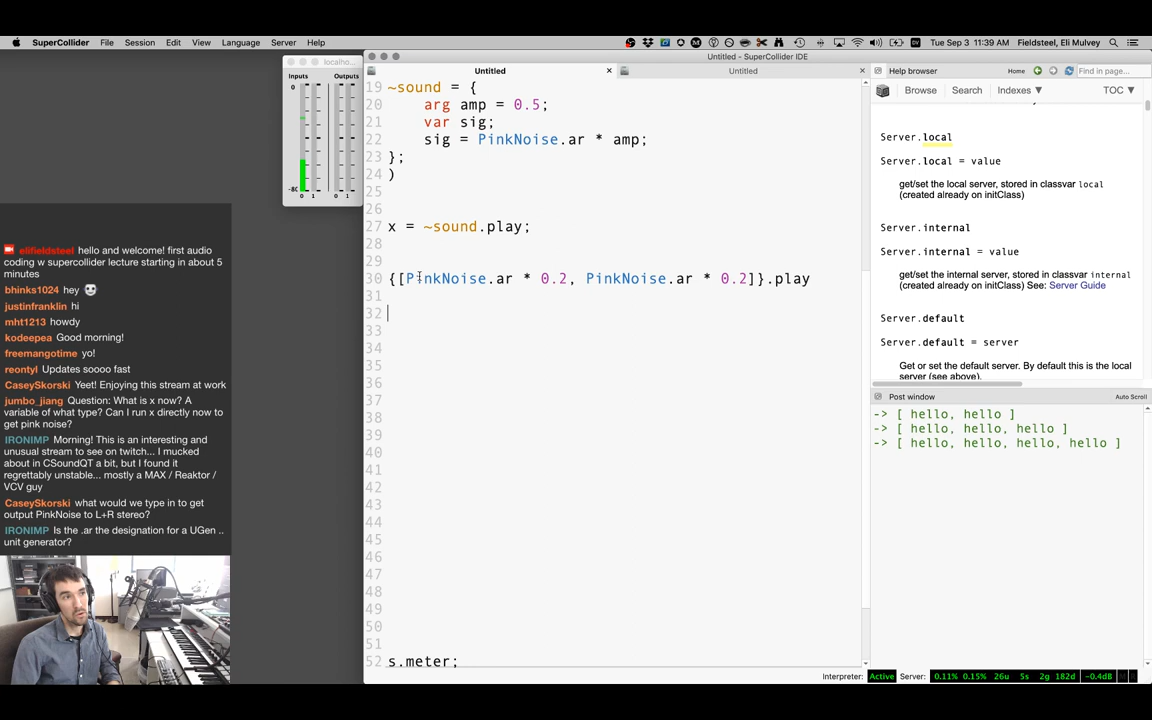 SuperCollider File Session Edit View Language Server Help
Tue Sep 3 11:39 AM Fieldsteel, Eli Mulvey
localho...
Inputs Outputs
0
-80
0 1 0 1
Untitled - SuperCollider IDE
Untitled
Untitled
19 ~sound = {
20 arg amp = 0.5;
21 var sig;
22 sig = PinkNoise.ar * amp;
23 };
24 )
25
26
27 x = ~sound.play;
28
29
30 {[PinkNoise.ar * 0.2, PinkNoise.ar * 0.2]}.play
31
32
33
34
35
36
37
38
39
40
41
42
43
44
45
46
47
48
49
50
51
52 s.meter;
Help browser Home Find in page...
Browse Search Indexes ▼ TOC ▼
Server.local
Server.local = value
get/set the local server, stored in classvar local
(created already on initClass)
Server.internal
Server.internal = value
get/set the internal server, stored in classvar internal
(created already on initClass) See: Server Guide
Server.default
Server.default = server
Get or set the default server. By default this is the local
server (see above).
Post window Auto Scroll
-> [ hello, hello ]
-> [ hello, hello, hello ]
-> [ hello, hello, hello, hello ]
elifieldsteel hello and welcome! first audio
coding w supercollider lecture starting in about 5
minutes
bhinks1024 hey
justinfranklin hi
mht1213 howdy
kodeepea Good morning!
freemangotime yo!
reontyl Updates soooo fast
CaseySkorski Yeet! Enjoying this stream at work
jumbo_jiang Question: What is x now? A
variable of what type? Can I run x directly now to
get pink noise?
IRONIMP Morning! This is an interesting and
unusual stream to see on twitch... I mucked
about in CSoundQT a bit, but I found it
regrettably unstable... mostly a MAX / Reaktor /
VCV guy
CaseySkorski what would we type in to get
output PinkNoise to L+R stereo?
IRONIMP Is the .ar the designation for a UGen ..
unit generator?
Interpreter: Active Server: 0.11% 0.15% 26u 5s 2g 182d -0.4dB